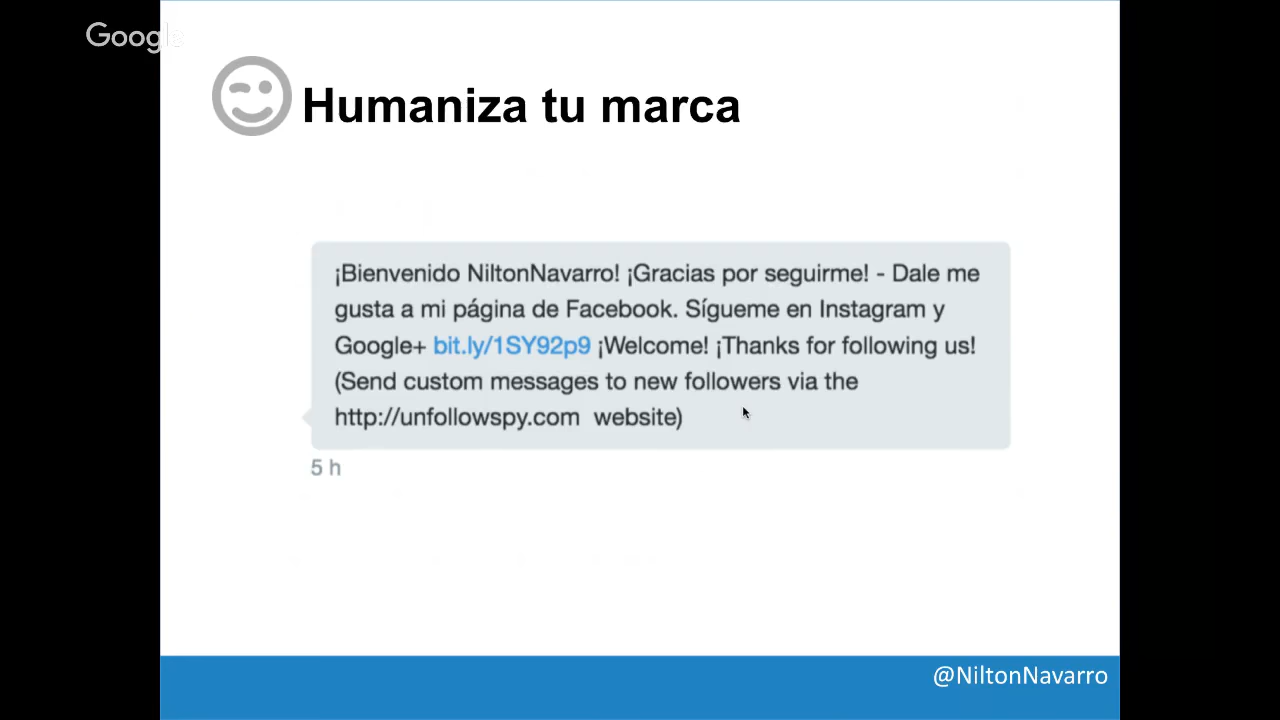 Google
Humaniza tu marca
¡Bienvenido NiltonNavarro! ¡Gracias por seguirme! - Dale me
gusta a mi página de Facebook. Sígueme en Instagram y
Google+ bit.ly/1SY92p9 ¡Welcome! ¡Thanks for following us!
(Send custom messages to new followers via the
http://unfollowspy.com website)
5 h
@NiltonNavarro